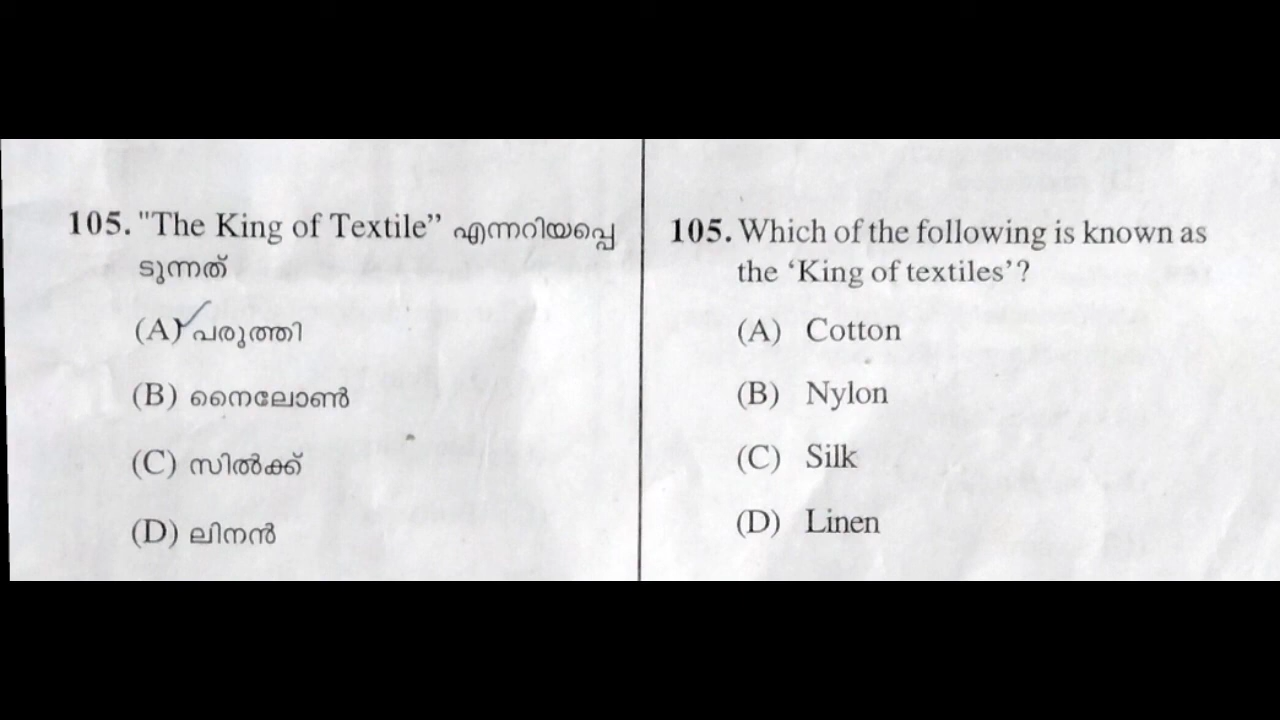 105. "The King of Textile” എന്നറിയപ്പെ
ടുന്നത്
(A) പരുത്തി
(B) നൈലോൺ
(C) സിൽക്ക്
(D) ലിനൻ
105. Which of the following is known as
the ‘King of textiles’?
(A) Cotton
(B) Nylon
(C) Silk
(D) Linen